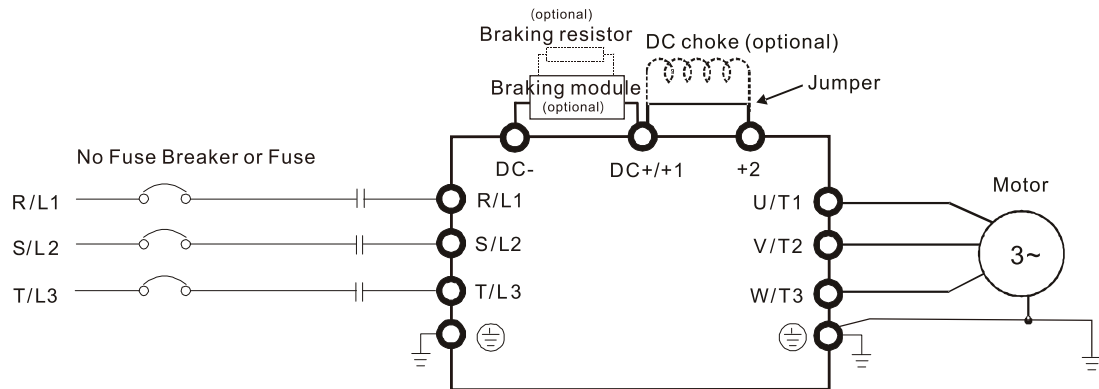 (optional)
Braking resistor
DC choke (optional)
Braking module
(optional)
Jumper
No Fuse Breaker or Fuse
DC-
DC+/+1
+2
Motor
R/L1
R/L1
U/T1
S/L2
S/L2
V/T2
3~
T/L3
T/L3
W/T3